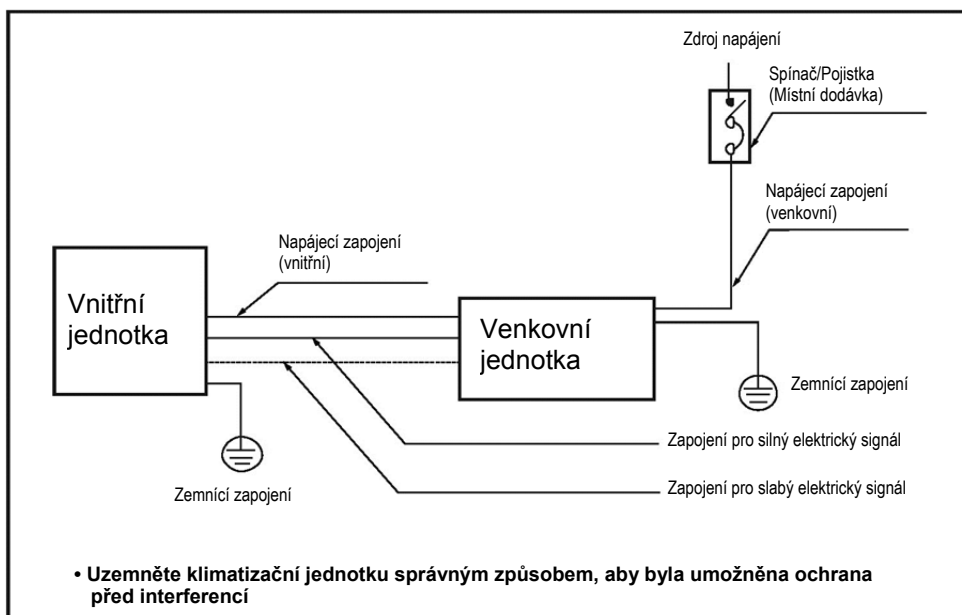 Zdroj napájení
Spínač/Pojistka
(Místní dodávka)
Napájecí zapojení
(venkovní)
Napájecí zapojení
(vnitřní)
Vnitřní
jednotka
Venkovní
jednotka
Zemnící zapojení
Zapojení pro silný elektrický signál
Zemnící zapojení
Zapojení pro slabý elektrický signál
• Uzemněte klimatizační jednotku správným způsobem, aby byla umožněna ochrana
před interferencí